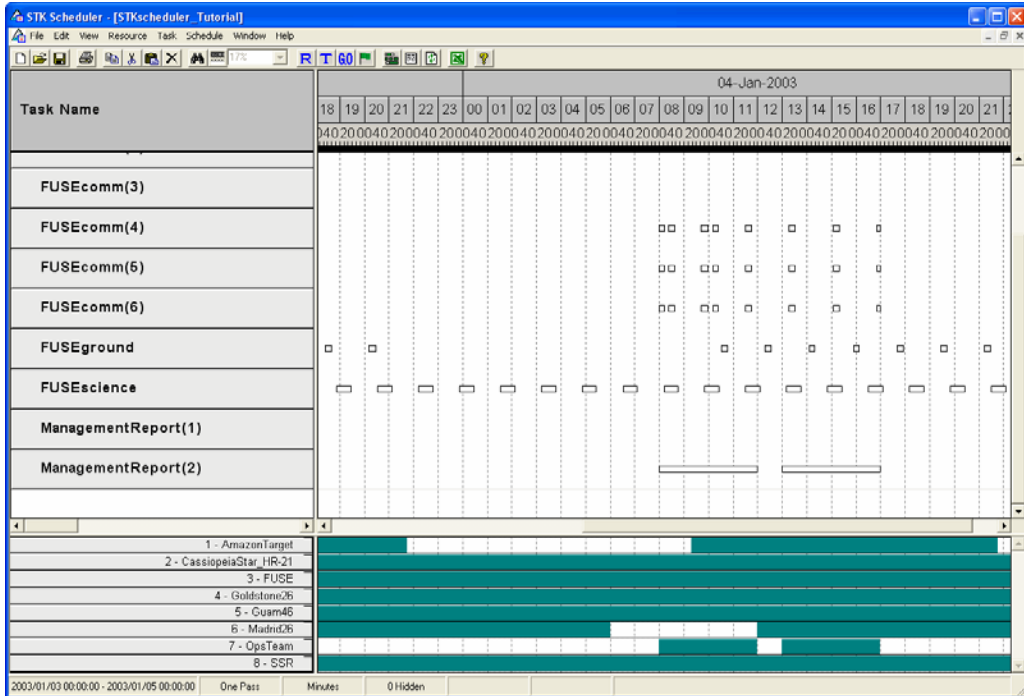 STK Scheduler - [STKscheduler_Tutorial]
File Edit View Resource Task Schedule Window Help
17% R T GO ?
04-Jan-2003
Task Name
18 19 20 21 22 23 00 01 02 03 04 05 06 07 08 09 10 11 12 13 14 15 16 17 18 19 20 21
FUSEcomm(3)
FUSEcomm(4)
FUSEcomm(5)
FUSEcomm(6)
FUSEground
FUSEscience
ManagementReport(1)
ManagementReport(2)
1 - AmazonTarget
2 - CassiopeiaStar_HR-21
3 - FUSE
4 - Goldstone26
5 - Guam46
6 - Madrid26
7 - OpsTeam
8 - SSR
2003/01/03 00:00:00 - 2003/01/05 00:00:00 One Pass Minutes 0 Hidden